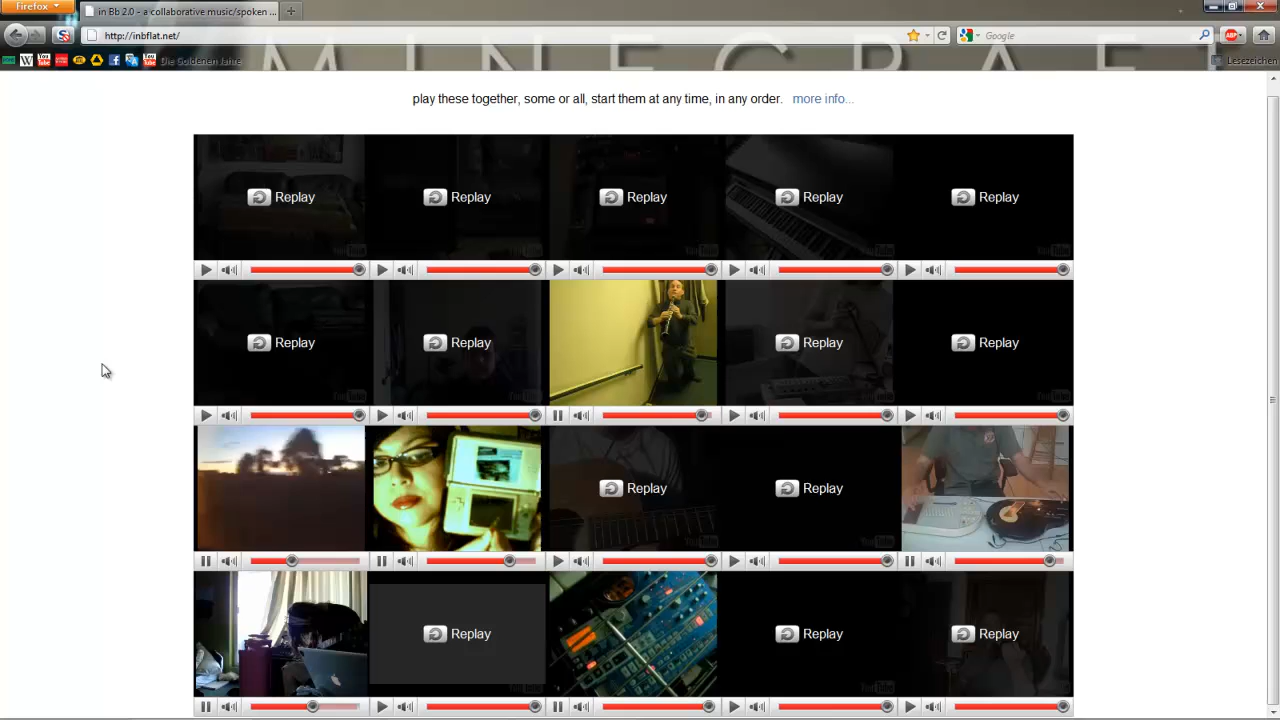 Firefox
in Bb 2.0 - a collaborative music/spoken ...
http://inbflat.net/
Google
ABP
Die Goldenen Jahre
Lesezeichen
MINECRAF
play these together, some or all, start them at any time, in any order. more info...
Replay Replay Replay Replay Replay
Replay Replay Replay Replay
Replay Replay
Replay Replay Replay